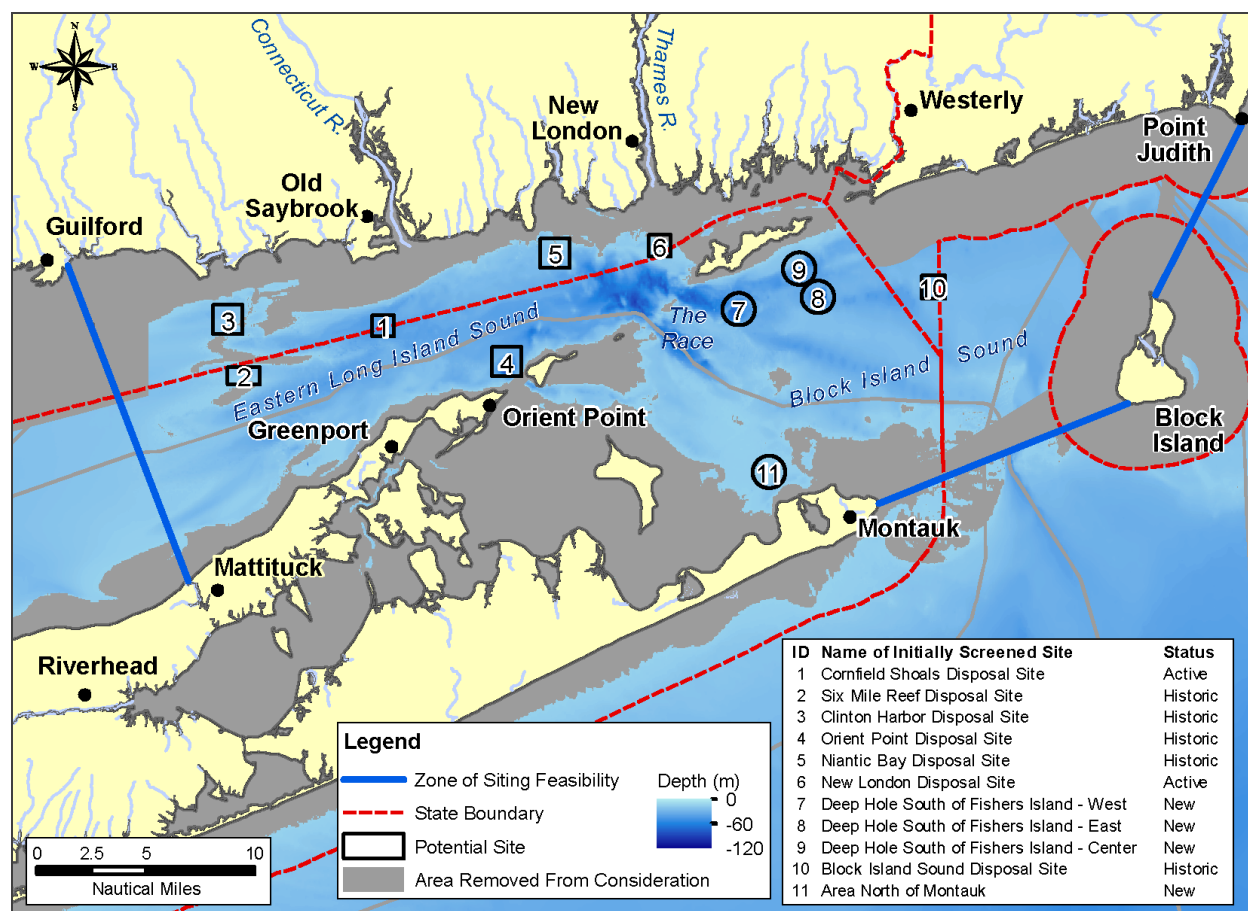 N
W E
S
Connecticut R.
Thames R.
New
London
Westerly
Point
Judith
Old
Saybrook
Guilford
5
6
9
8
10
3
1
7
The
Race
2
4
Eastern Long Island Sound
Block Island Sound
Orient Point
Greenport
Block
Island
11
Montauk
Mattituck
Riverhead
ID Name of Initially Screened Site Status
1 Cornfield Shoals Disposal Site Active
2 Six Mile Reef Disposal Site Historic
3 Clinton Harbor Disposal Site Historic
4 Orient Point Disposal Site Historic
5 Niantic Bay Disposal Site Historic
6 New London Disposal Site Active
7 Deep Hole South of Fishers Island - West New
8 Deep Hole South of Fishers Island - East New
9 Deep Hole South of Fishers Island - Center New
10 Block Island Sound Disposal Site Historic
11 Area North of Montauk New
Legend
Zone of Siting Feasibility
State Boundary
Potential Site
Area Removed From Consideration
Depth (m)
0
-60
-120
0 2.5 5 10
Nautical Miles